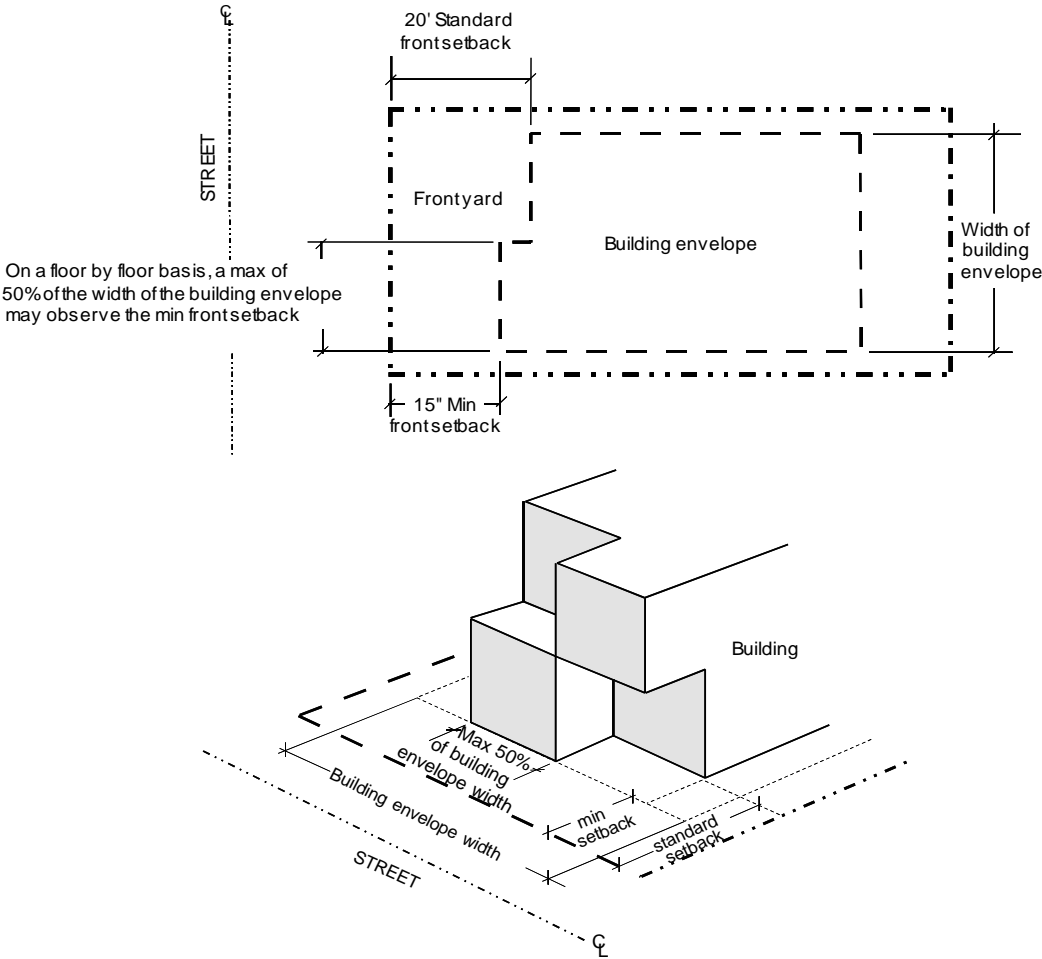 ℄
20' Standard
front setback
STREET
Front yard
Building envelope
Width of
building
envelope
On a floor by floor basis, a max of
50% of the width of the building envelope
may observe the min front setback
15" Min
front setback
Building
Max 50%
of building
envelope width
Building envelope width
min
setback
standard
setback
STREET
℄